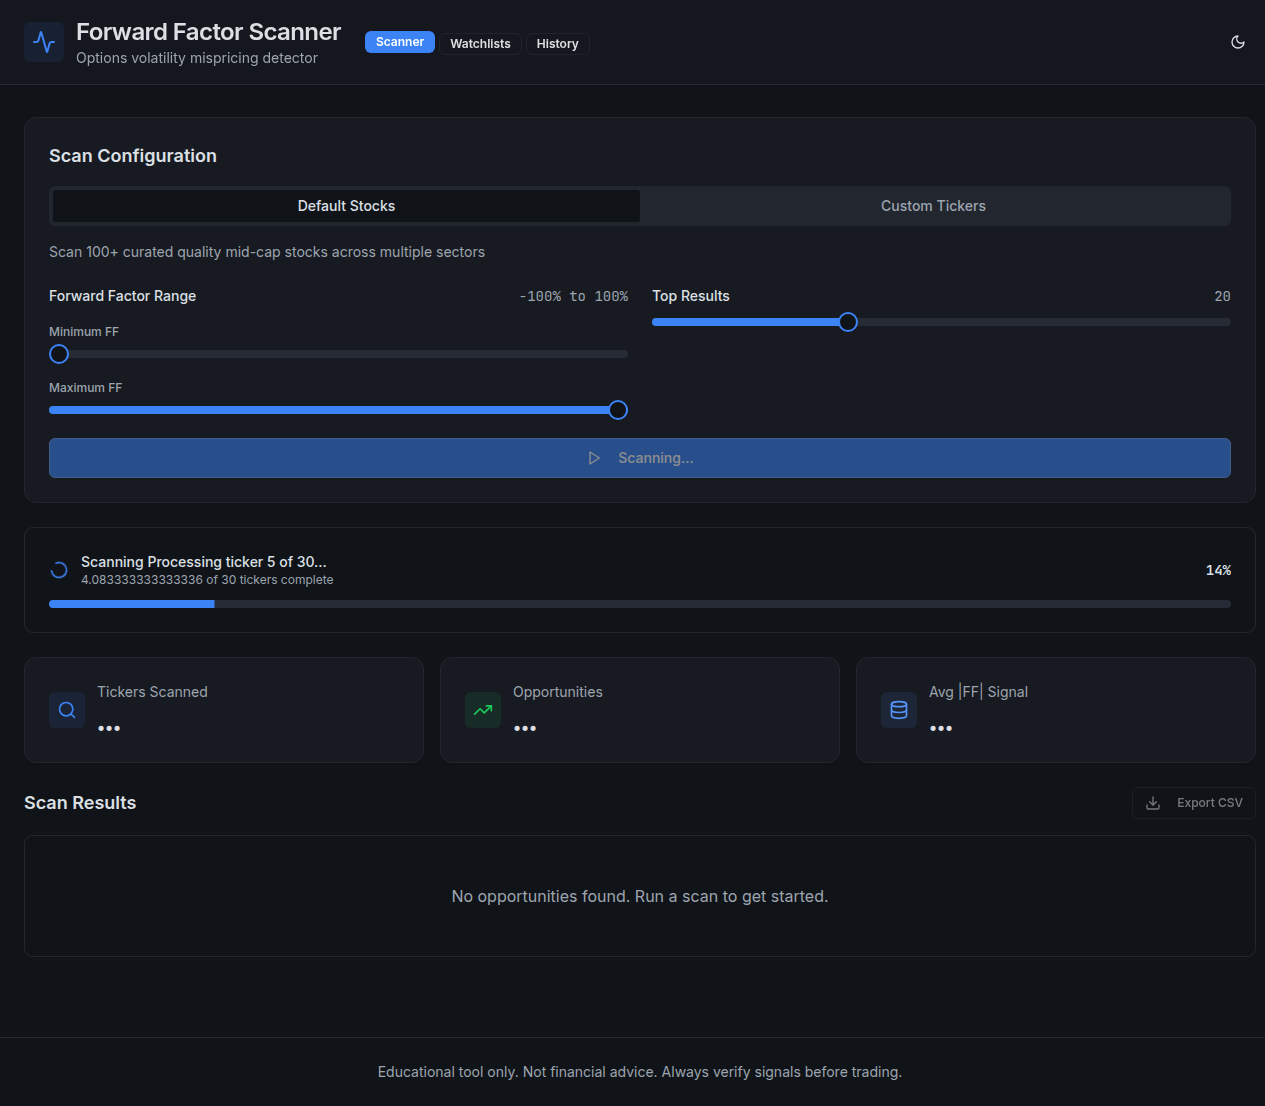 Forward Factor Scanner
Options volatility mispricing detector
Scanner
Watchlists
History
Scan Configuration
Default Stocks
Custom Tickers
Scan 100+ curated quality mid-cap stocks across multiple sectors
Forward Factor Range
-100% to 100%
Minimum FF
Maximum FF
Top Results
20
Scanning...
Scanning Processing ticker 5 of 30...
4.083333333333336 of 30 tickers complete
14%
Tickers Scanned
•••
Opportunities
•••
Avg |FF| Signal
•••
Scan Results
Export CSV
No opportunities found. Run a scan to get started.
Educational tool only. Not financial advice. Always verify signals before trading.